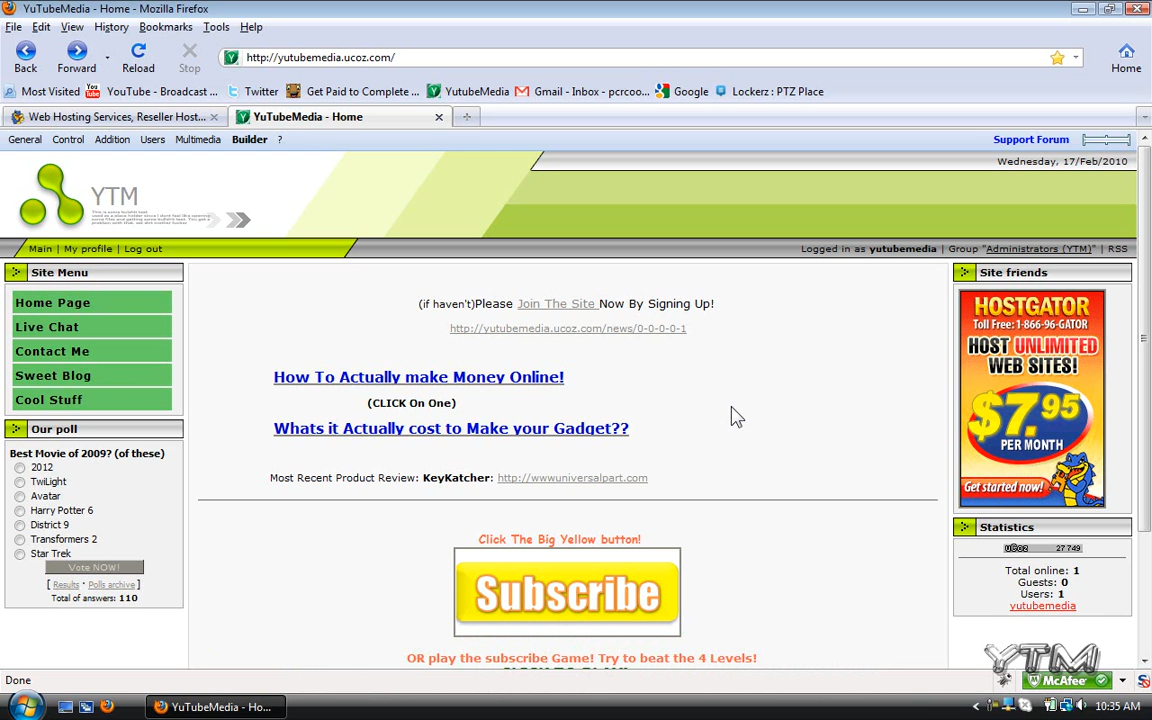 YuTubeMedia - Home - Mozilla Firefox
File Edit View History Bookmarks Tools Help
http://yutubemedia.ucoz.com/
Back Forward Reload Stop Home
Most Visited YouTube - Broadcast ... Twitter Get Paid to Complete ... YutubeMedia Gmail - Inbox - pcrcoo... Google Lockerz : PTZ Place
Web Hosting Services, Reseller Host... YuTubeMedia - Home
General Control Addition Users Multimedia Builder ? Support Forum
Wednesday, 17/Feb/2010
YTM
Main | My profile | Log out Logged in as yutubemedia | Group "Administrators (YTM)" | RSS
Site Menu
Home Page
Live Chat
Contact Me
Sweet Blog
Cool Stuff
Our poll
Best Movie of 2009? (of these)
2012
TwiLight
Avatar
Harry Potter 6
District 9
Transformers 2
Star Trek
Vote NOW!
[ Results · Polls archive ]
Total of answers: 110
(if haven't)Please Join The Site Now By Signing Up!
http://yutubemedia.ucoz.com/news/0-0-0-0-1
How To Actually make Money Online!
(CLICK On One)
Whats it Actually cost to Make your Gadget??
Most Recent Product Review: KeyKatcher: http://wwwuniversalpart.com
Click The Big Yellow button!
Subscribe
OR play the subscribe Game! Try to beat the 4 Levels!
Site friends
HOSTGATOR
Toll Free: 1-866-96-GATOR
HOST UNLIMITED
WEB SITES!
$7.95
PER MONTH
Get started now!
Statistics
uCoz 27 749
Total online: 1
Guests: 0
Users: 1
yutubemedia
YTM
Done McAfee
YuTubeMedia - Ho... 10:35 AM